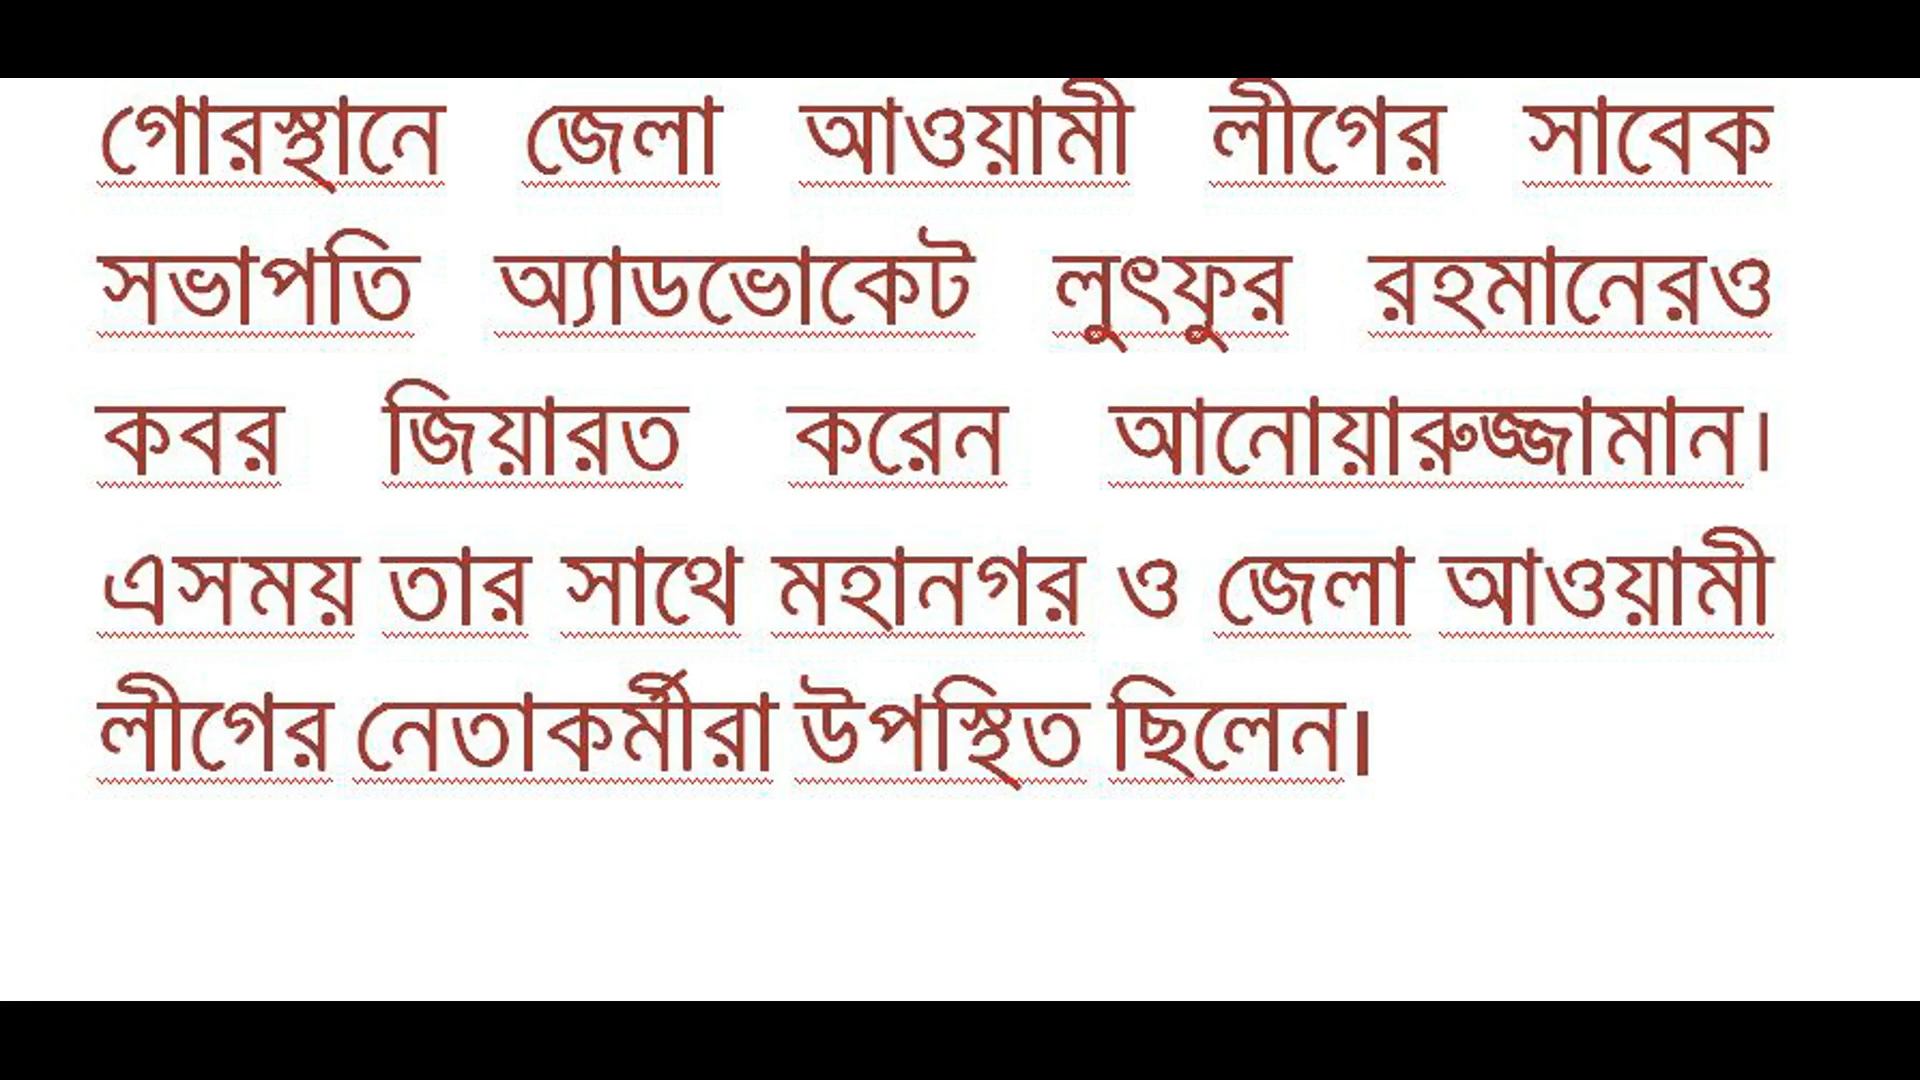 গোরস্থানে জেলা আওয়ামী লীগের সাবেক
সভাপতি অ্যাডভোকেট লুৎফুর রহমানেরও
কবর জিয়ারত করেন আনোয়ারুজ্জামান।
এসময় তার সাথে মহানগর ও জেলা আওয়ামী
লীগের নেতাকর্মীরা উপস্থিত ছিলেন।